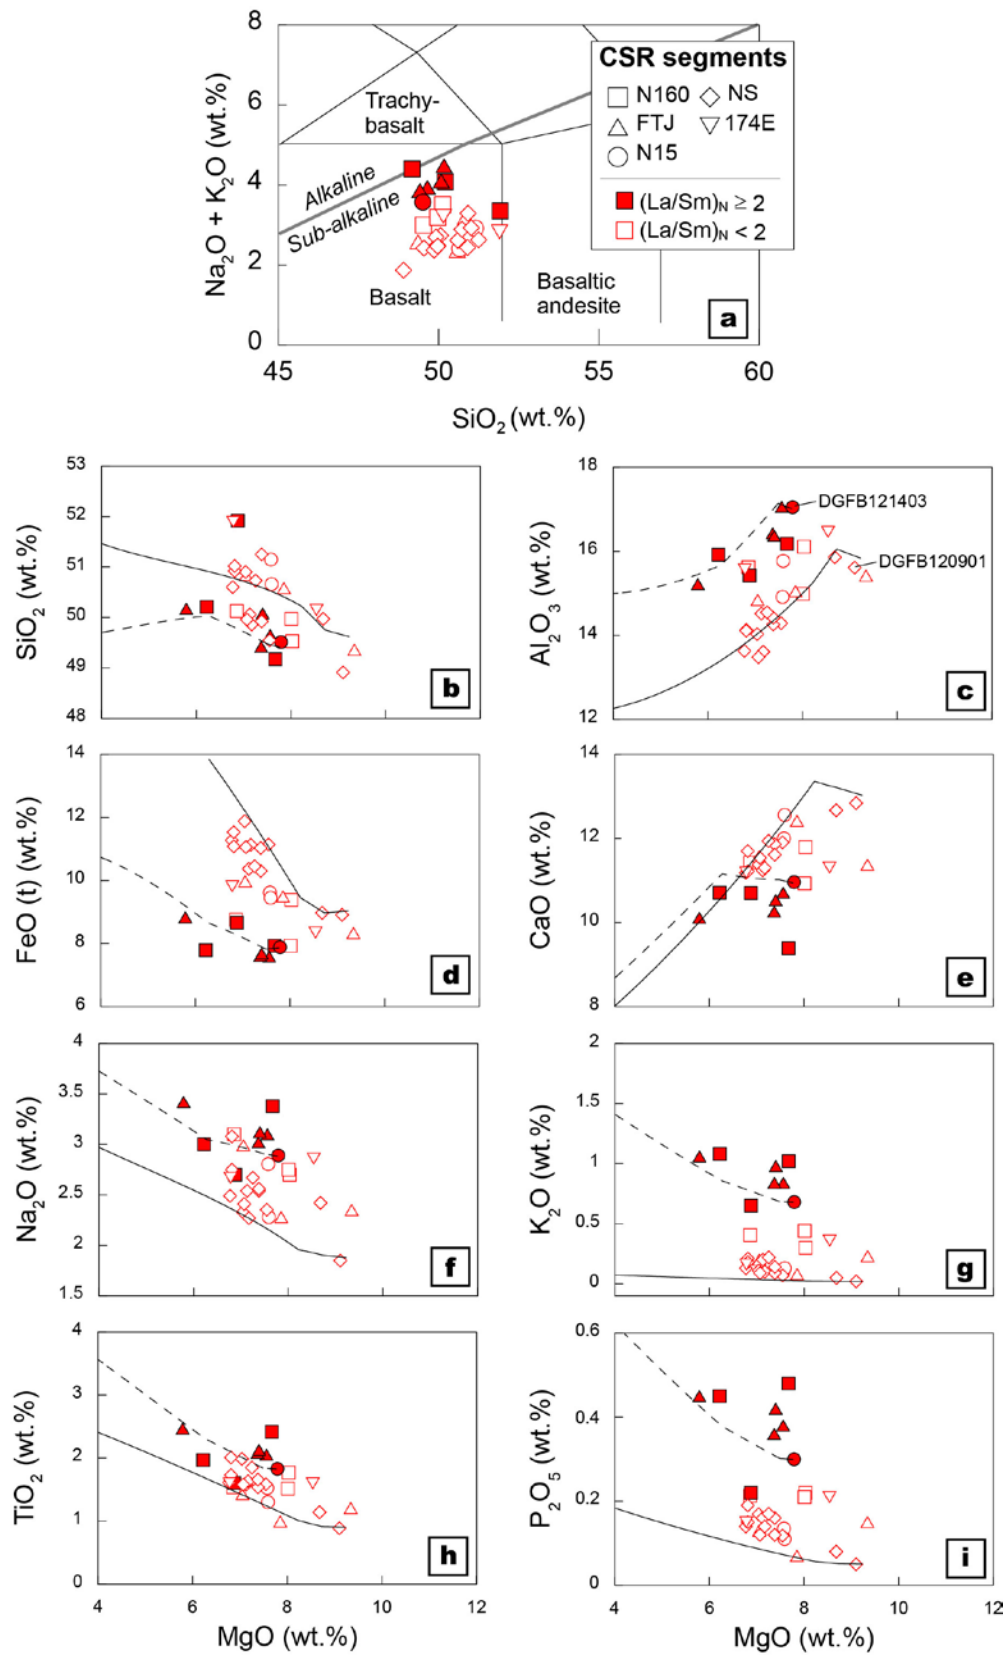 8
6
4
2
0
Na₂O + K₂O (wt.%)
Trachy-
basalt
Alkaline
Sub-alkaline
Basalt
Basaltic
andesite
CSR segments
N160
NS
FTJ
174E
N15
(La/Sm)N ≥ 2
(La/Sm)N < 2
a
45
50
55
60
SiO₂ (wt.%)
53
52
51
50
49
48
SiO₂ (wt.%)
b
18
16
14
12
Al₂O₃ (wt.%)
DGFB121403
DGFB120901
c
14
12
10
8
6
FeO (t) (wt.%)
d
14
12
10
8
CaO (wt.%)
e
4
6
8
10
12
4
3.5
3
2.5
2
1.5
Na₂O (wt.%)
f
2
1.5
1
0.5
0
K₂O (wt.%)
g
4
3
2
1
0
TiO₂ (wt.%)
h
4
6
8
10
12
MgO (wt.%)
0.6
0.4
0.2
0
P₂O₅ (wt.%)
i
4
6
8
10
12
MgO (wt.%)